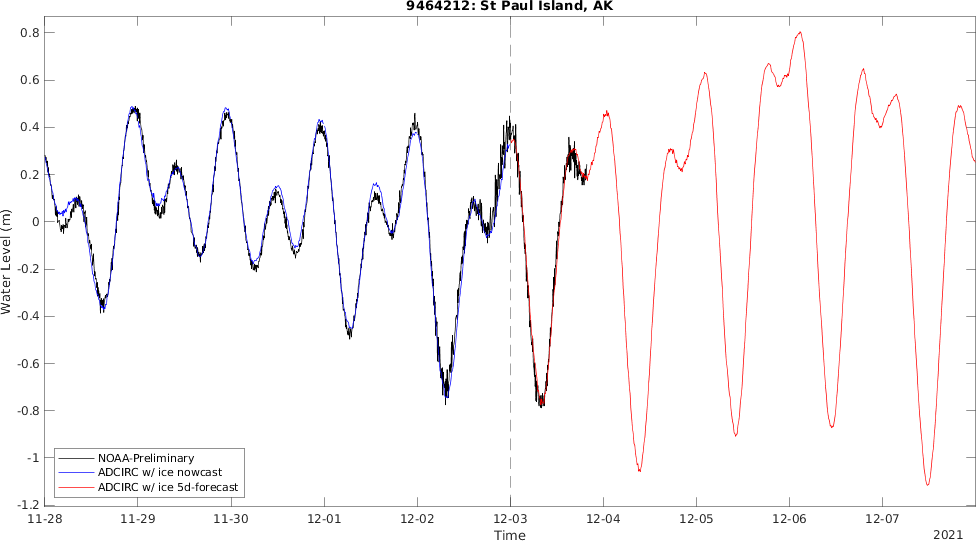 9464212: St Paul Island, AK
Water Level (m)
0.8
0.6
0.4
0.2
0
-0.2
-0.4
-0.6
-0.8
-1
-1.2
NOAA-Preliminary
ADCIRC w/ ice nowcast
ADCIRC w/ ice 5d-forecast
11-28 11-29 11-30 12-01 12-02 12-03 12-04 12-05 12-06 12-07
Time
2021